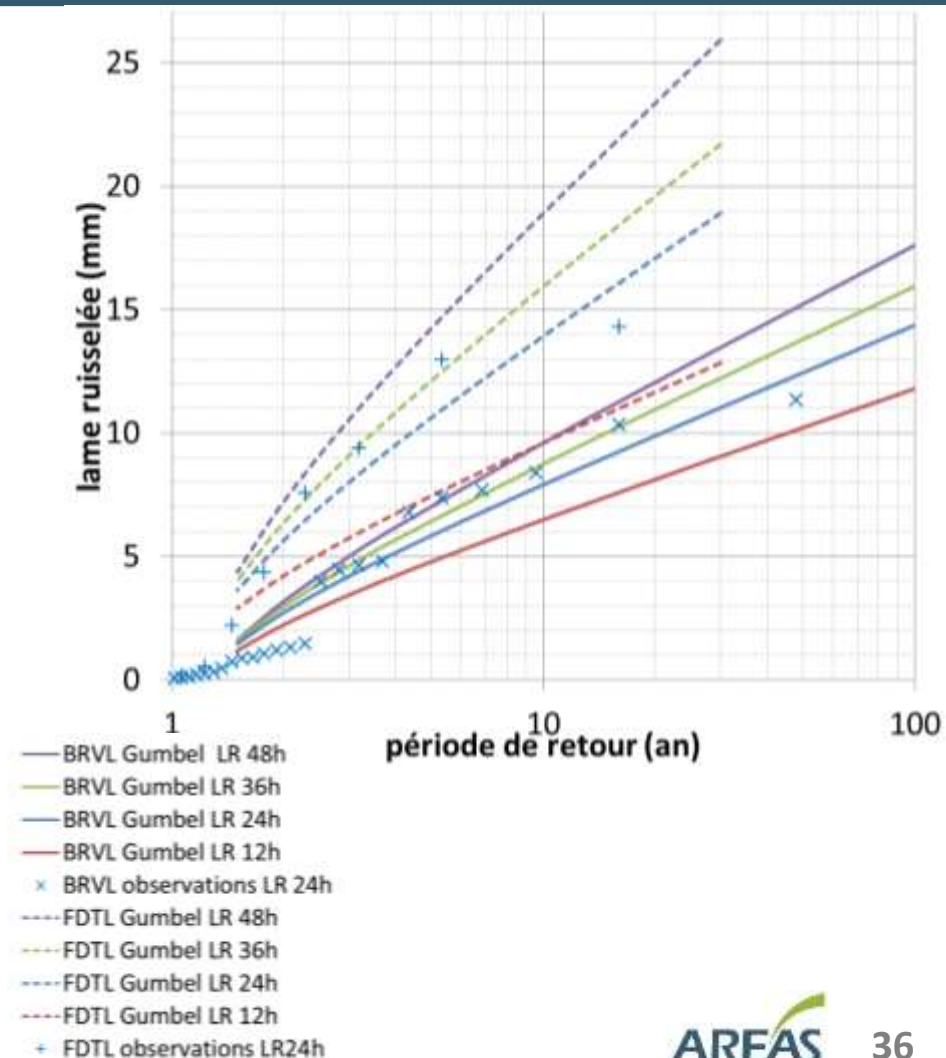 25
20
15
10
5
0
lame ruisselée (mm)
1 10 100
période de retour (an)
BRVL Gumbel LR 48h
BRVL Gumbel LR 36h
BRVL Gumbel LR 24h
BRVL Gumbel LR 12h
BRVL observations LR 24h
FDTL Gumbel LR 48h
FDTL Gumbel LR 36h
FDTL Gumbel LR 24h
FDTL Gumbel LR 12h
FDTL observations LR24h
AREAS 36